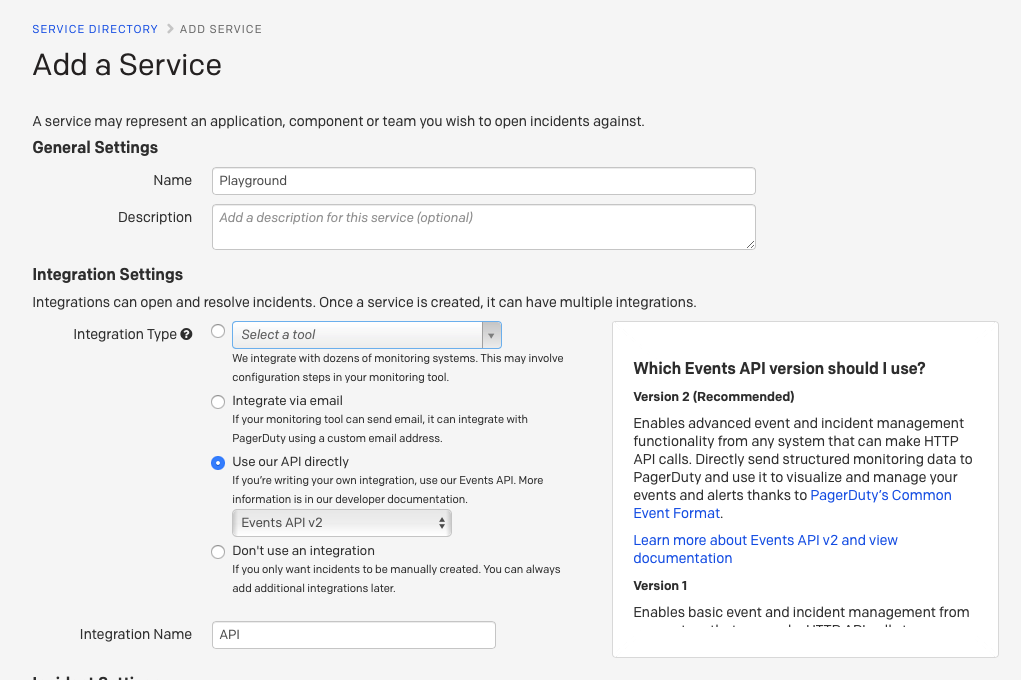 SERVICE DIRECTORY > ADD SERVICE
Add a Service
A service may represent an application, component or team you wish to open incidents against.
General Settings
Name
Playground
Description
Add a description for this service (optional)
Integration Settings
Integrations can open and resolve incidents. Once a service is created, it can have multiple integrations.
Integration Type ?
Select a tool
We integrate with dozens of monitoring systems. This may involve
configuration steps in your monitoring tool.
Integrate via email
If your monitoring tool can send email, it can integrate with
PagerDuty using a custom email address.
Use our API directly
If you're writing your own integration, use our Events API. More
information is in our developer documentation.
Events API v2
Don't use an integration
If you only want incidents to be manually created. You can always
add additional integrations later.
Integration Name
API
Which Events API version should I use?
Version 2 (Recommended)
Enables advanced event and incident management
functionality from any system that can make HTTP
API calls. Directly send structured monitoring data to
PagerDuty and use it to visualize and manage your
events and alerts thanks to PagerDuty's Common
Event Format.
Learn more about Events API v2 and view
documentation
Version 1
Enables basic event and incident management from